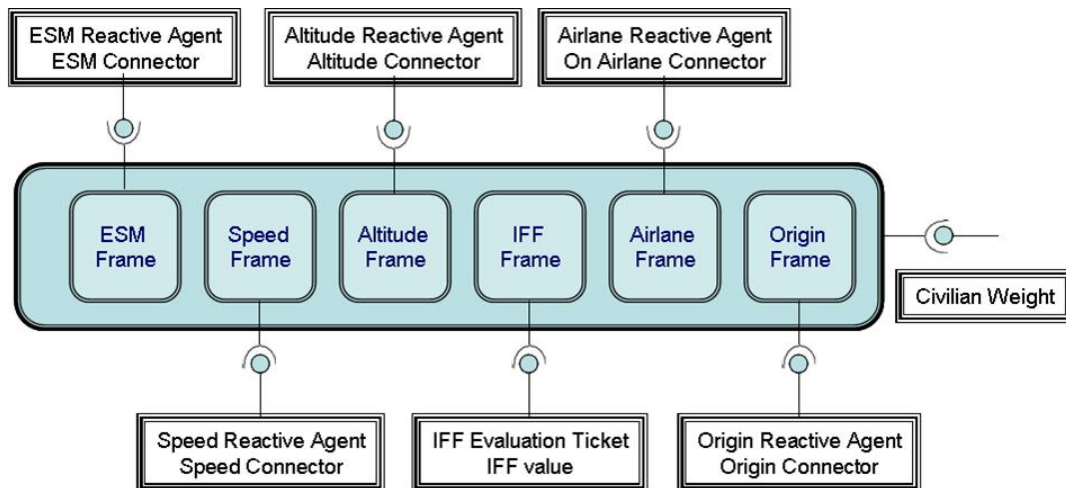 ESM Reactive Agent
ESM Connector
Altitude Reactive Agent
Altitude Connector
Airlane Reactive Agent
On Airlane Connector
ESM
Frame
Speed
Frame
Altitude
Frame
IFF
Frame
Airlane
Frame
Origin
Frame
Civilian Weight
Speed Reactive Agent
Speed Connector
IFF Evaluation Ticket
IFF value
Origin Reactive Agent
Origin Connector